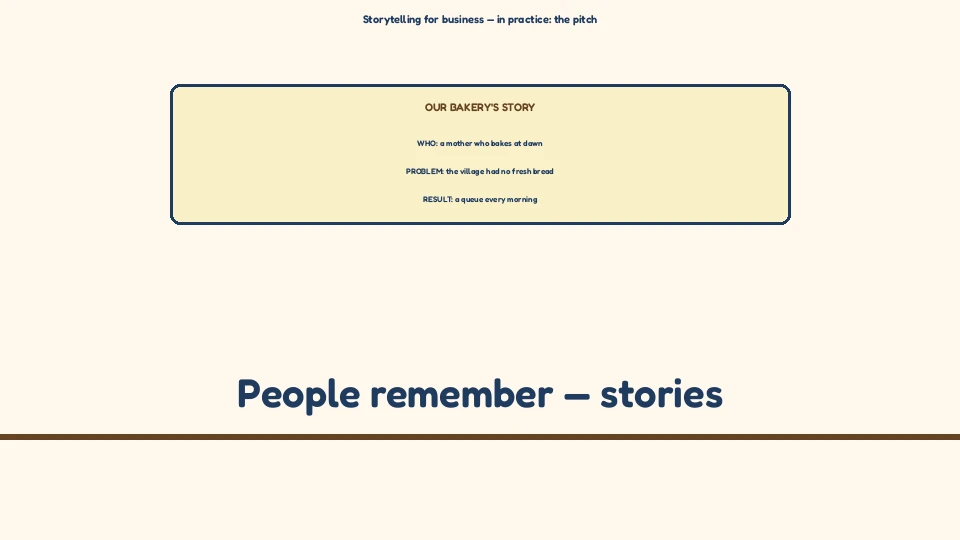 Storytelling for business — in practice: the pitch
OUR BAKERY'S STORY
WHO: a mother who bakes at dawn
PROBLEM: the village had no fresh bread
RESULT: a queue every morning
People remember — stories